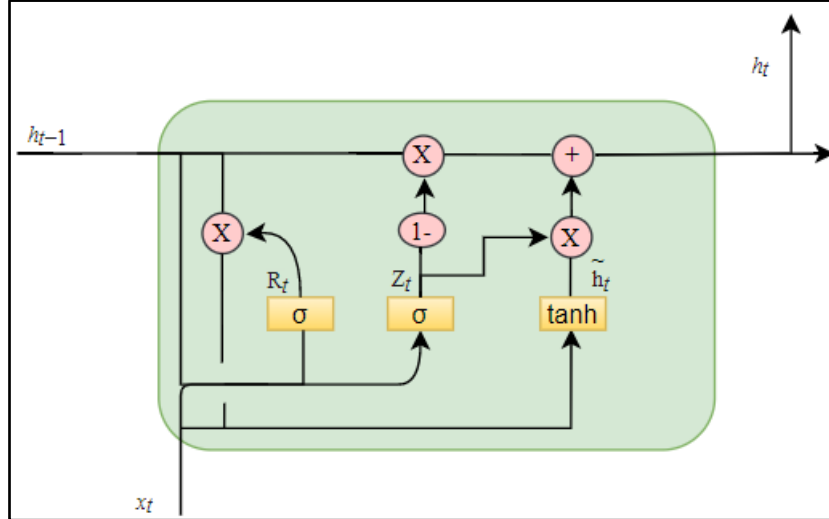 hₜ
hₜ₋₁
X
+
X
1-
X
Rₜ
Zₜ
h̃ₜ
σ
σ
tanh
xₜ